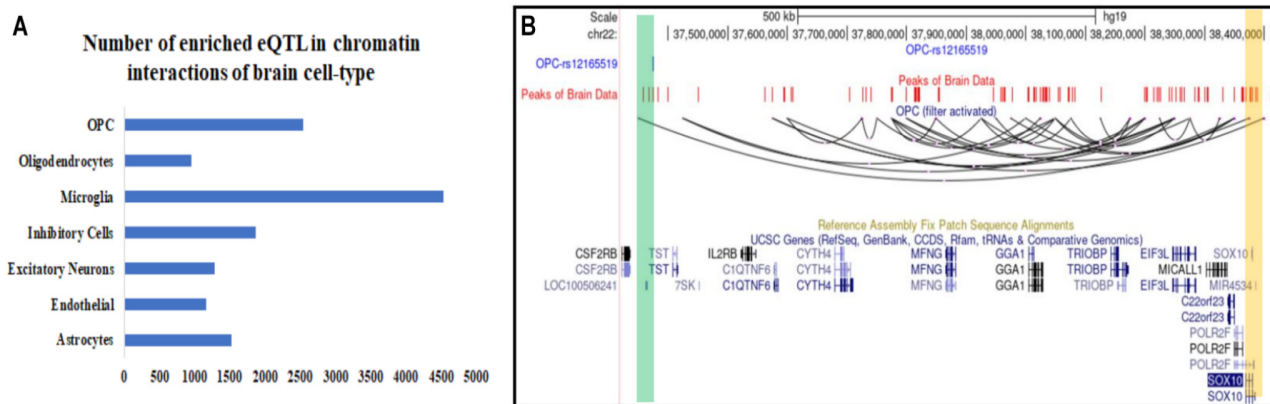 A
Number of enriched eQTL in chromatin
interactions of brain cell-type
OPC
Oligodendrocytes
Microglia
Inhibitory Cells
Excitatory Neurons
Endothelial
Astrocytes
0 500 1000 1500 2000 2500 3000 3500 4000 4500 5000
B
Scale 500 kb hg19
chr22: 37,500,000 37,600,000 37,700,000 37,800,000 37,900,000 38,000,000 38,100,000 38,200,000 38,300,000 38,400,000
OPC-rs12165519
OPC-rs12165519
Peaks of Brain Data
Peaks of Brain Data
OPC (filter activated)
Reference Assembly Fix Patch Sequence Alignments
UCSC Genes (RefSeq, GenBank, CCDS, Rfam, tRNAs & Comparative Genomics)
CSF2RB TST IL2RB CYTH4 MFNG GGA1 TRIOBP EIF3L SOX10
CSF2RB TST C1QTNF6 CYTH4 MFNG GGA1 TRIOBP MICALL1
LOC100506241 7SK C1QTNF6 CYTH4 MFNG GGA1 TRIOBP EIF3L MIR4534
C22orf23
C22orf23
POLR2F
POLR2F
POLR2F
SOX10
SOX10